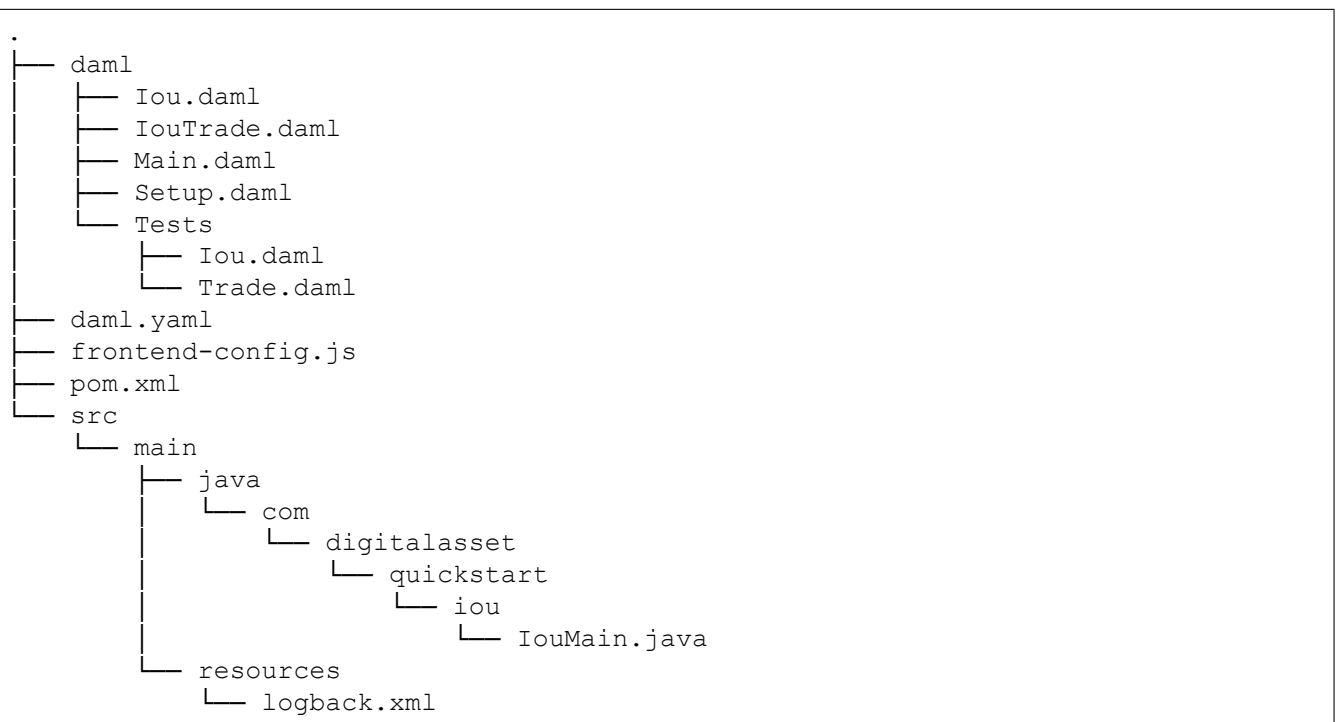 .
├── daml
│   ├── Iou.daml
│   ├── IouTrade.daml
│   ├── Main.daml
│   ├── Setup.daml
│   └── Tests
│       ├── Iou.daml
│       └── Trade.daml
├── daml.yaml
├── frontend-config.js
├── pom.xml
└── src
    └── main
        ├── java
        │   └── com
        │       └── digitalasset
        │           └── quickstart
        │               └── iou
        │                   └── IouMain.java
        └── resources
            └── logback.xml